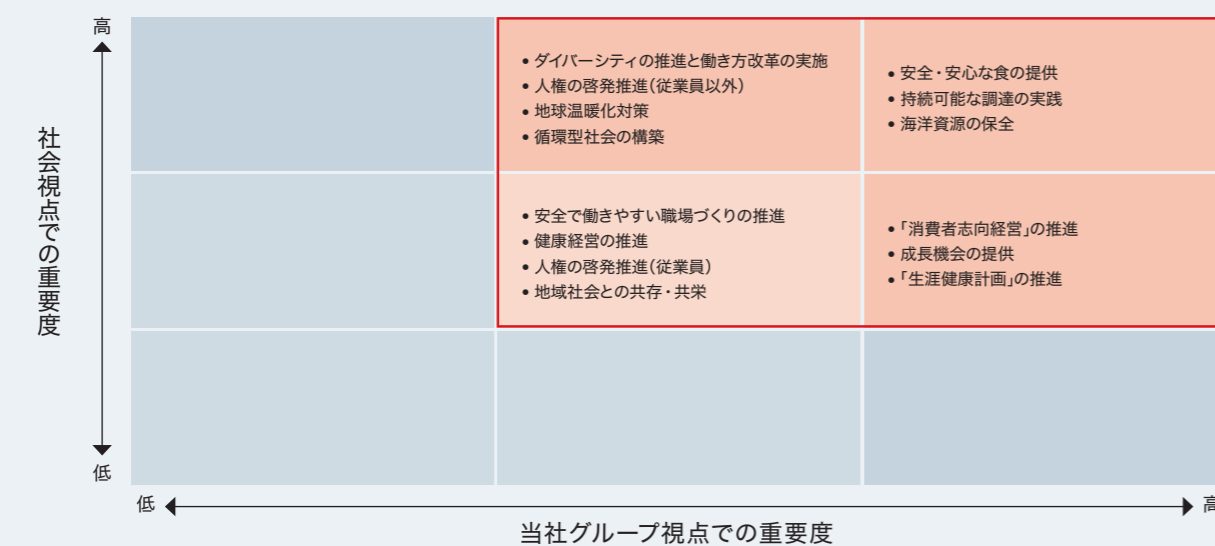 高
社会視点での重要度
低
• ダイバーシティの推進と働き方改革の実施
• 人権の啓発推進（従業員以外）
• 地球温暖化対策
• 循環型社会の構築
• 安全・安心な食の提供
• 持続可能な調達の実践
• 海洋資源の保全
• 安全で働きやすい職場づくりの推進
• 健康経営の推進
• 人権の啓発推進（従業員）
• 地域社会との共存・共栄
• 「消費者志向経営」の推進
• 成長機会の提供
• 「生涯健康計画」の推進
低
高
当社グループ視点での重要度